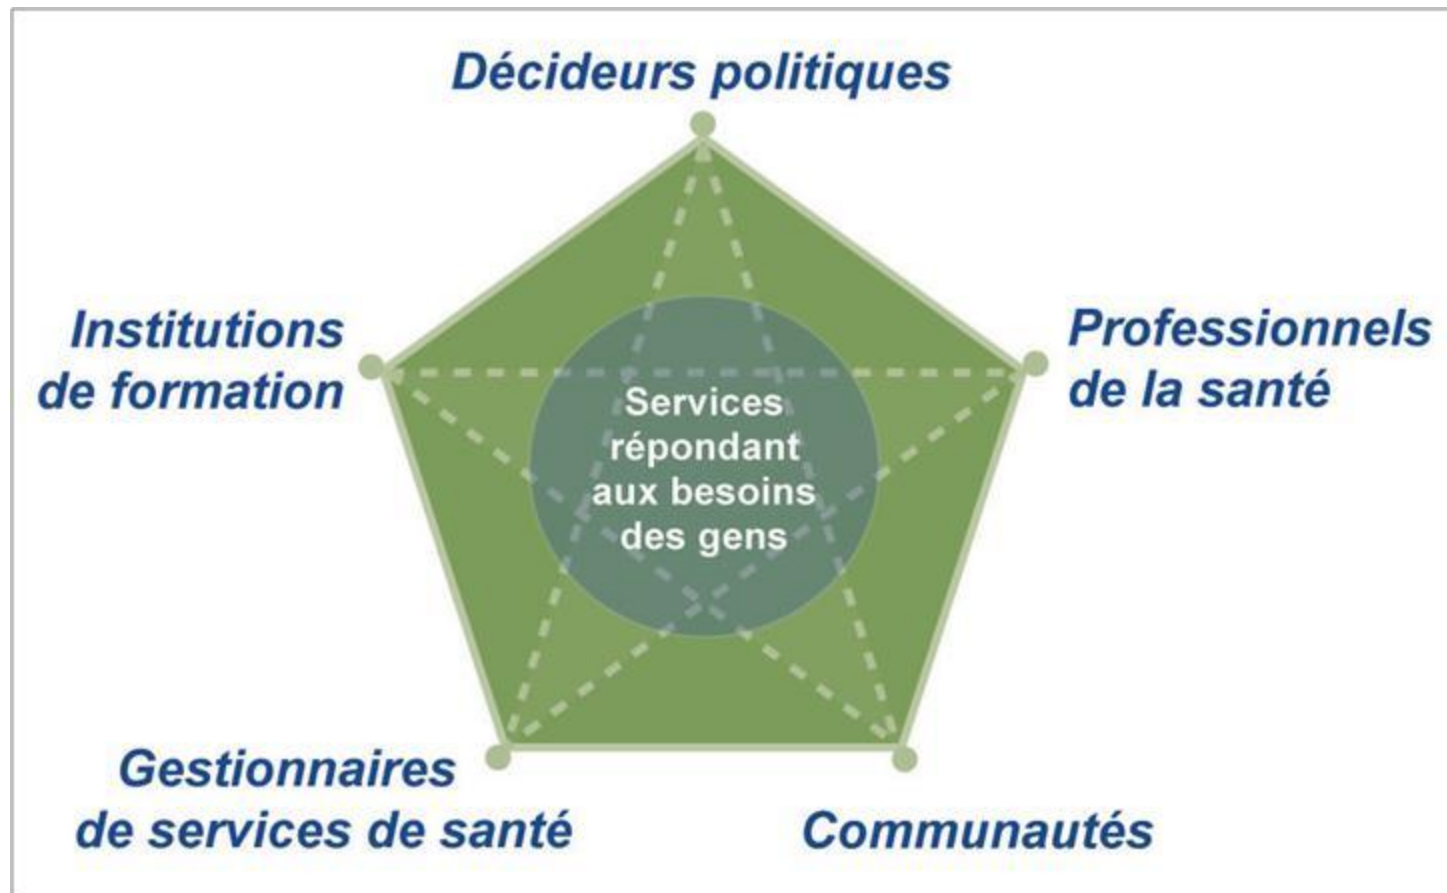 Décideurs politiques
Institutions
de formation
Professionnels
de la santé
Services
répondant
aux besoins
des gens
Gestionnaires
de services de santé
Communautés